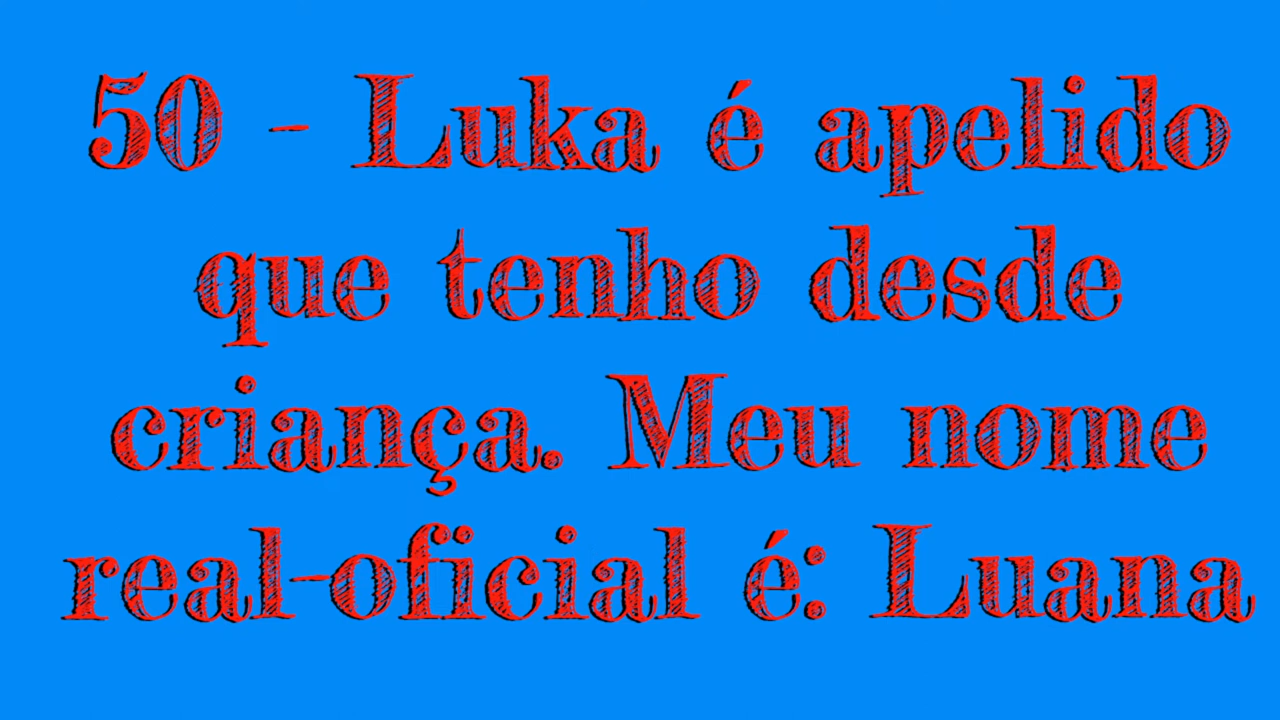 50 - Luka é apelido
que tenho desde
criança. Meu nome
real-oficial é: Luana